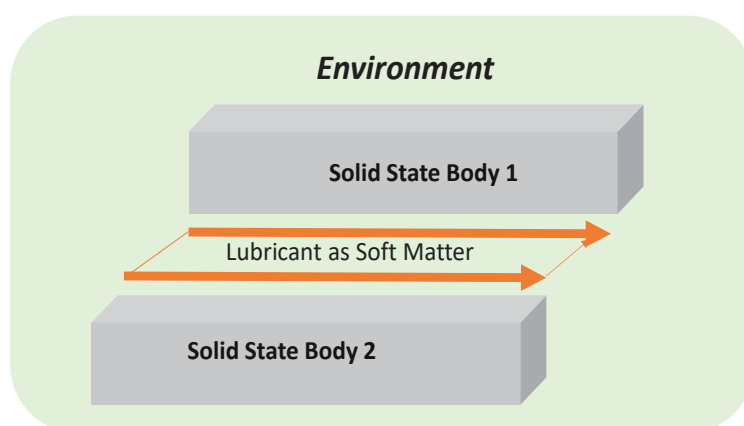 Environment
Solid State Body 1
Lubricant as Soft Matter
Solid State Body 2